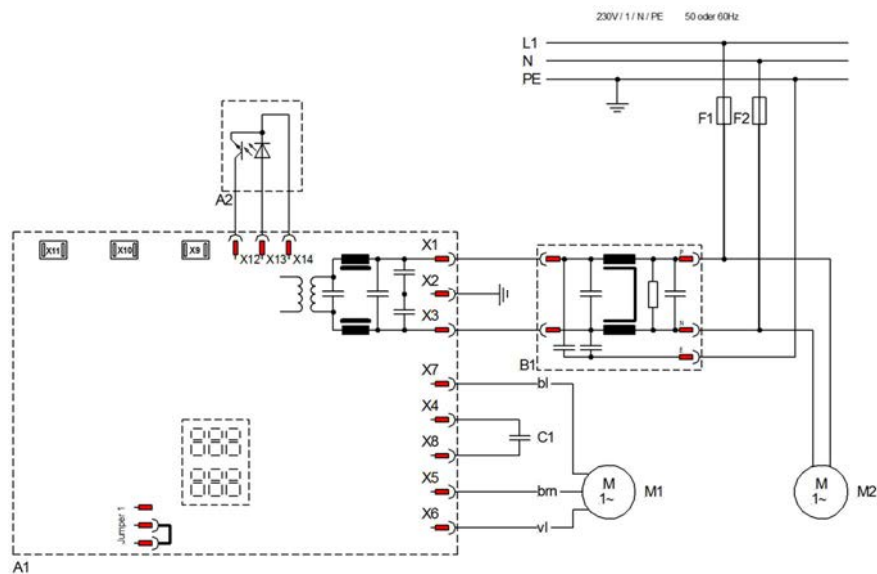 230V / 1 / N / PE 50 oder 60Hz
L1
N
PE
F1 F2
A2
X11 X10 X9 X12 X13 X14
X1
X2
X3
P
N
E
B1
X7 bl
X4
C1
X8
X5 brn
X6 vl
M
1~
M1
M
1~
M2
Jumper 1
A1